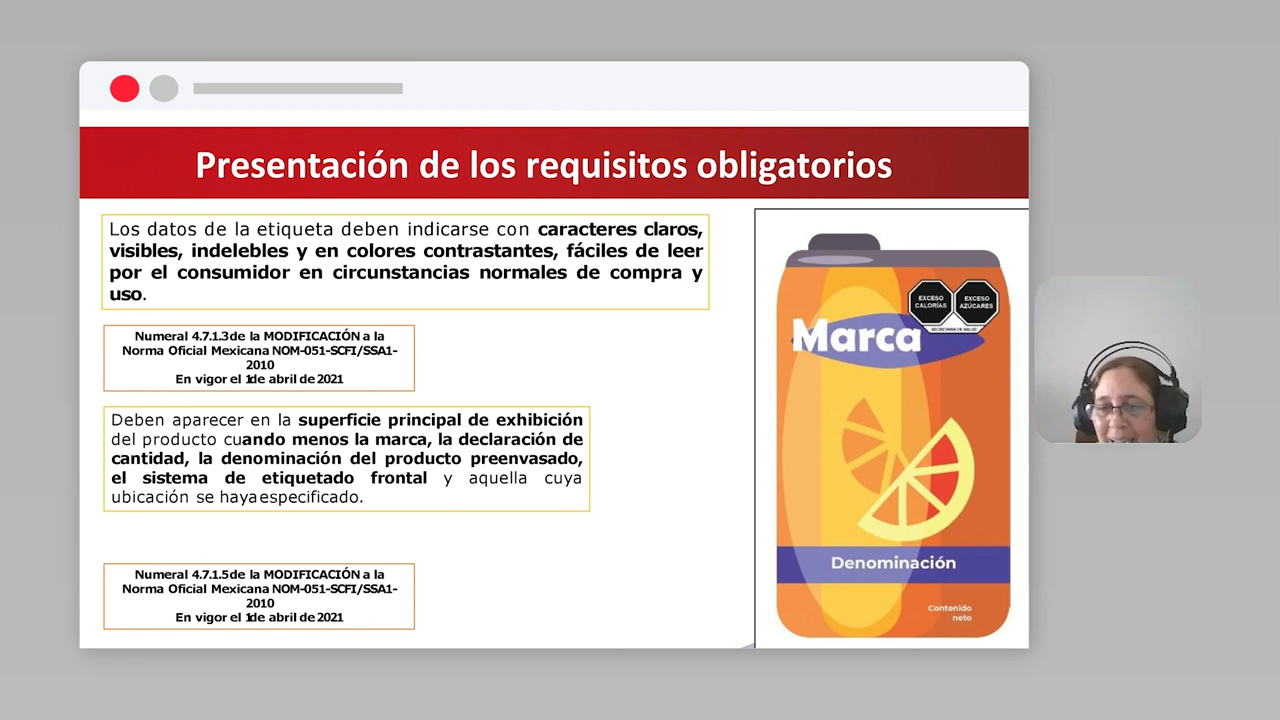 Presentación de los requisitos obligatorios
Los datos de la etiqueta deben indicarse con caracteres claros,
visibles, indelebles y en colores contrastantes, fáciles de leer
por el consumidor en circunstancias normales de compra y
uso.
Numeral 4.7.1.3de la MODIFICACIÓN a la
Norma Oficial Mexicana NOM-051-SCFI/SSA1-
2010
En vigor el 1de abril de 2021
Deben aparecer en la superficie principal de exhibición
del producto cuando menos la marca, la declaración de
cantidad, la denominación del producto preenvasado,
el sistema de etiquetado frontal y aquella cuya
ubicación se haya especificado.
Numeral 4.7.1.5de la MODIFICACIÓN a la
Norma Oficial Mexicana NOM-051-SCFI/SSA1-
2010
En vigor el 1de abril de 2021
EXCESO
CALORÍAS
EXCESO
AZÚCARES
SECRETARÍA DE SALUD
Marca
Denominación
Contenido
neto